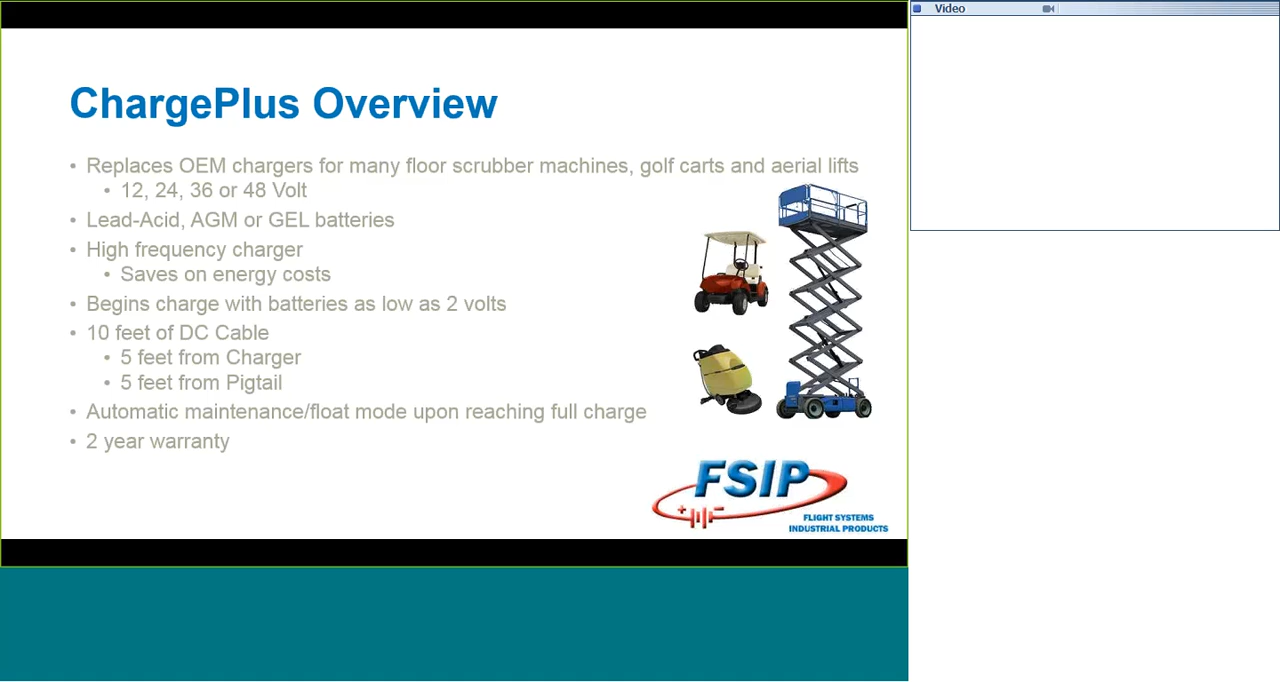 Video
ChargePlus Overview
• Replaces OEM chargers for many floor scrubber machines, golf carts and aerial lifts
• 12, 24, 36 or 48 Volt
• Lead-Acid, AGM or GEL batteries
• High frequency charger
• Saves on energy costs
• Begins charge with batteries as low as 2 volts
• 10 feet of DC Cable
• 5 feet from Charger
• 5 feet from Pigtail
• Automatic maintenance/float mode upon reaching full charge
• 2 year warranty
FSIP
FLIGHT SYSTEMS
INDUSTRIAL PRODUCTS